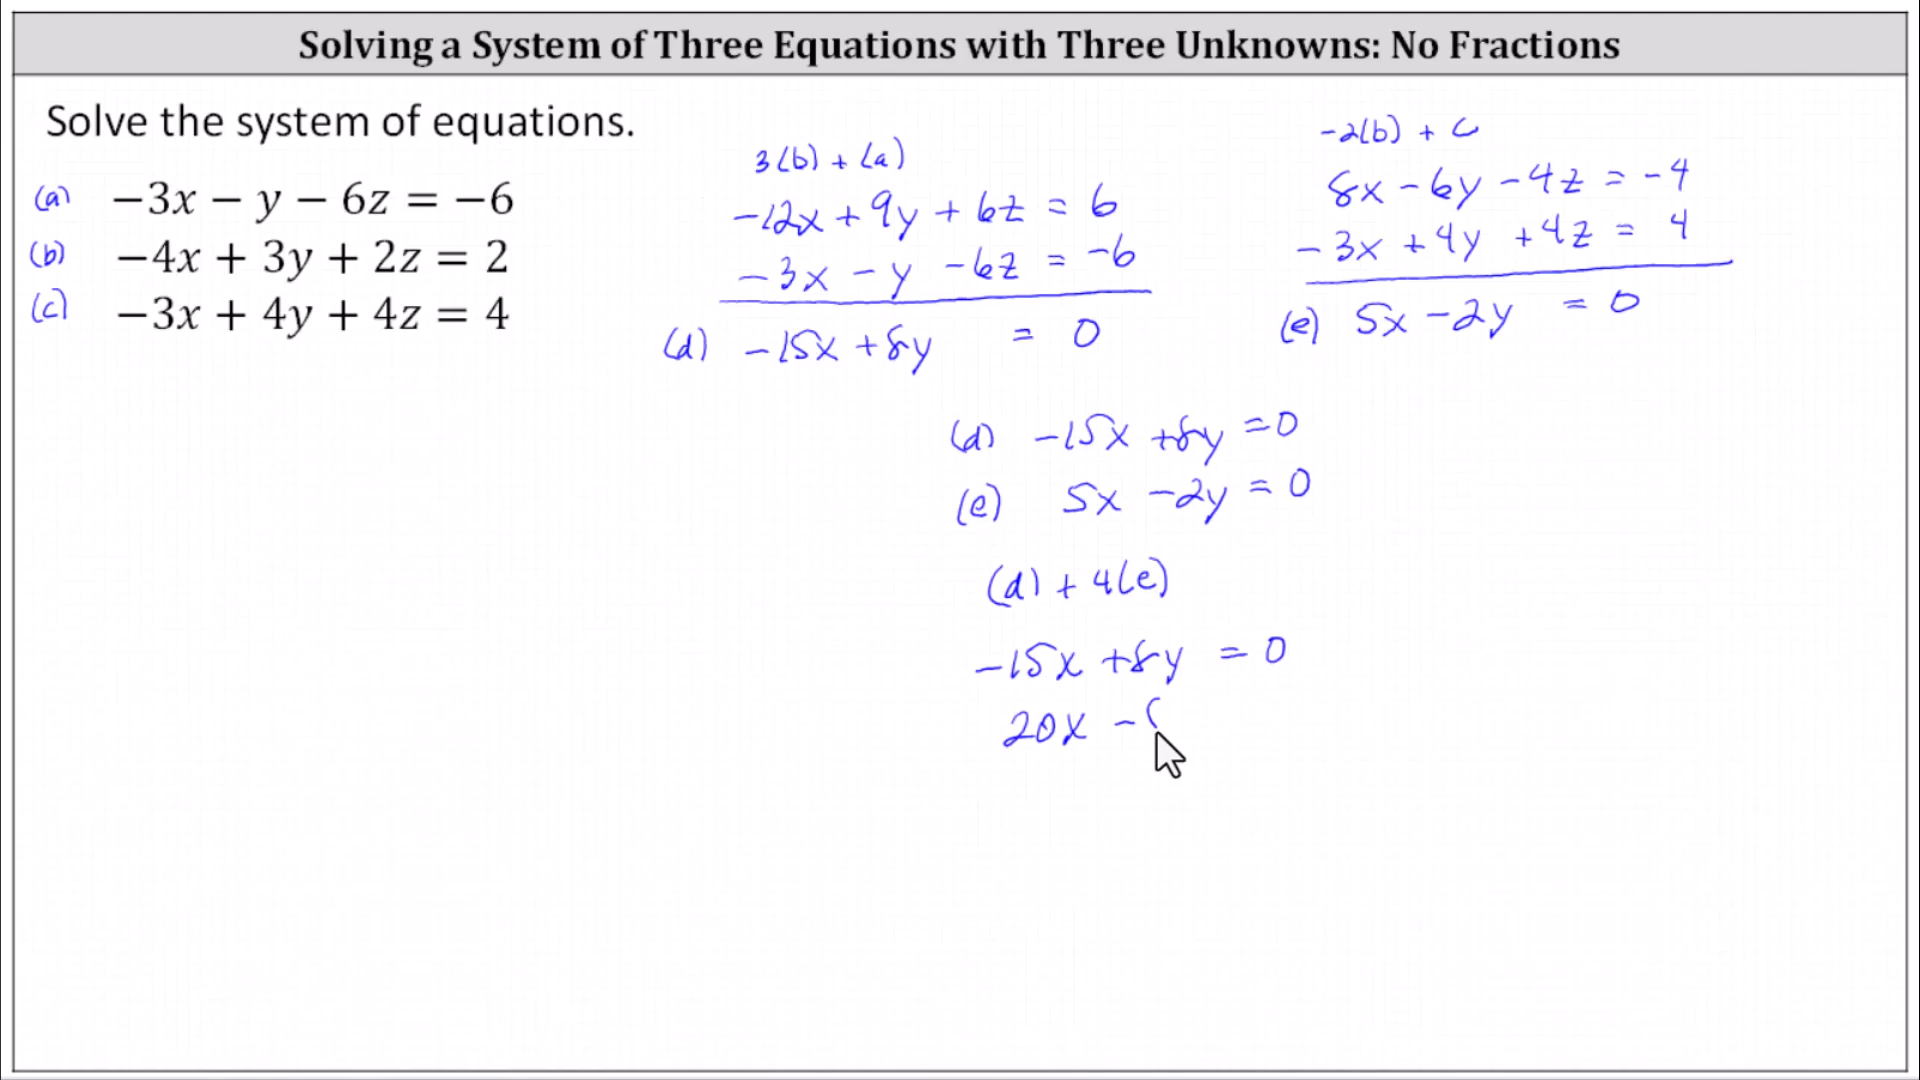 Solving a System of Three Equations with Three Unknowns: No Fractions
Solve the system of equations.
(a) −3x − y − 6z = −6
(b) −4x + 3y + 2z = 2
(c) −3x + 4y + 4z = 4
3(b) + (a)
−12x + 9y + 6z = 6
−3x − y − 6z = −6
(d) −15x + 8y = 0
−2(b) + C
8x − 6y − 4z = −4
−3x + 4y + 4z = 4
(e) 5x − 2y = 0
(d) −15x + 8y = 0
(e) 5x − 2y = 0
(d) + 4(e)
−15x + 8y = 0
20x −